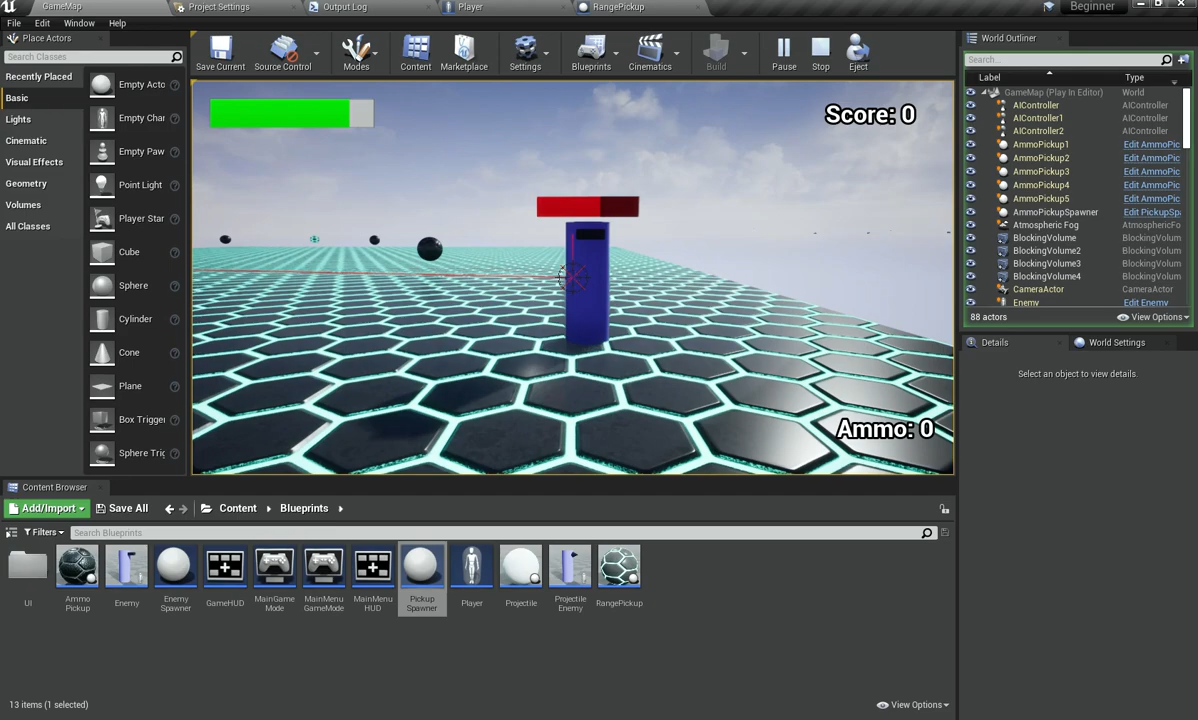 GameMap
Project Settings
Output Log
Player
RangePickup
Beginner
File Edit Window Help
Place Actors
Search Classes
Recently Placed
Basic
Lights
Cinematic
Visual Effects
Geometry
Volumes
All Classes
Empty Acto
Empty Char
Empty Paw
Point Light
Player Star
Cube
Sphere
Cylinder
Cone
Plane
Box Trigger
Sphere Trig
Save Current
Source Control
Modes
Content
Marketplace
Settings
Blueprints
Cinematics
Build
Pause
Stop
Eject
Score: 0
Ammo: 0
World Outliner
Search...
Label Type
GameMap (Play In Editor) World
AIController AIController
AIController1 AIController
AIController2 AIController
AmmoPickup1 Edit AmmoPic
AmmoPickup2 Edit AmmoPic
AmmoPickup3 Edit AmmoPic
AmmoPickup4 Edit AmmoPic
AmmoPickup5 Edit AmmoPic
AmmoPickupSpawner Edit PickupSpa
Atmospheric Fog AtmosphericFo
BlockingVolume BlockingVolum
BlockingVolume2 BlockingVolum
BlockingVolume3 BlockingVolum
BlockingVolume4 BlockingVolum
CameraActor CameraActor
Enemy Edit Enemy
88 actors View Options
Details World Settings
Select an object to view details.
Content Browser
Add/Import Save All Content Blueprints
Filters Search Blueprints
UI
Ammo
Pickup
Enemy
Enemy
Spawner
GameHUD
MainGame
Mode
MainMenu
GameMode
MainMenu
HUD
Pickup
Spawner
Player
Projectile
Projectile
Enemy
RangePickup
13 items (1 selected) View Options